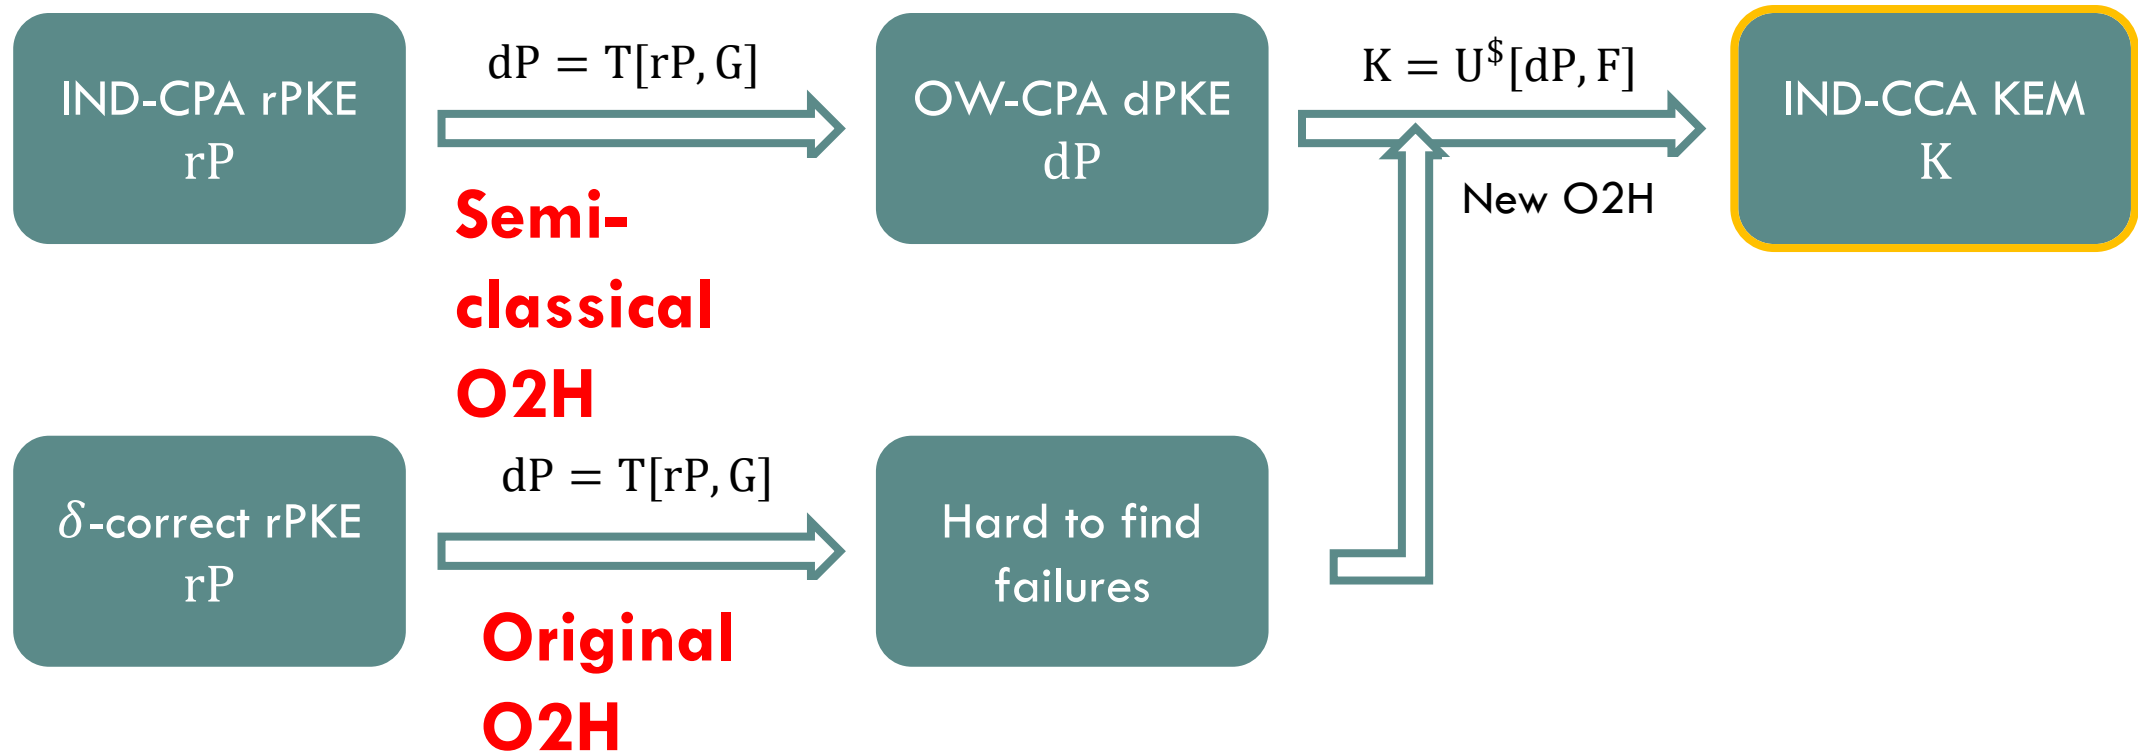 IND-CPA rPKE
rP
dP = T[rP, G]
Semi-
classical
O2H
OW-CPA dPKE
dP
K = U$[dP, F]
New O2H
IND-CCA KEM
K
δ-correct rPKE
rP
dP = T[rP, G]
Original
O2H
Hard to find
failures